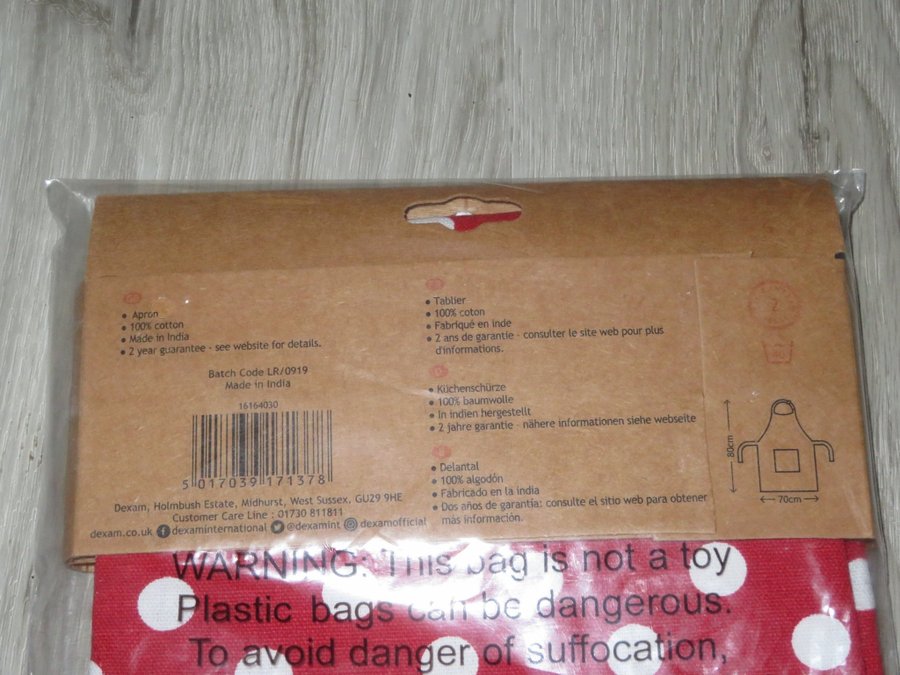 • Apron
• 100% cotton
• Made in India
• 2 year guarantee - see website for details.
Batch Code LR/0919
Made in India
16164030
5 017039 171378
Dexam, Holmbush Estate, Midhurst, West Sussex, GU29 9HE
Customer Care Line : 01730 811811
dexam.co.uk dexaminternational @dexamint dexamofficial
• Tablier
• 100% coton
• Fabriqué en inde
• 2 ans de garantie - consulter le site web pour plus
d'informations.
• Küchenschürze
• 100% baumwolle
• In indien hergestellt
• 2 jahre garantie - nähere informationen siehe webseite
• Delantal
• 100% algodón
• Fabricado en la india
• Dos años de garantía: consulte el sitio web para obtener
más información.
2
80cm
70cm
WARNING: This bag is not a toy
Plastic bags can be dangerous.
To avoid danger of suffocation,